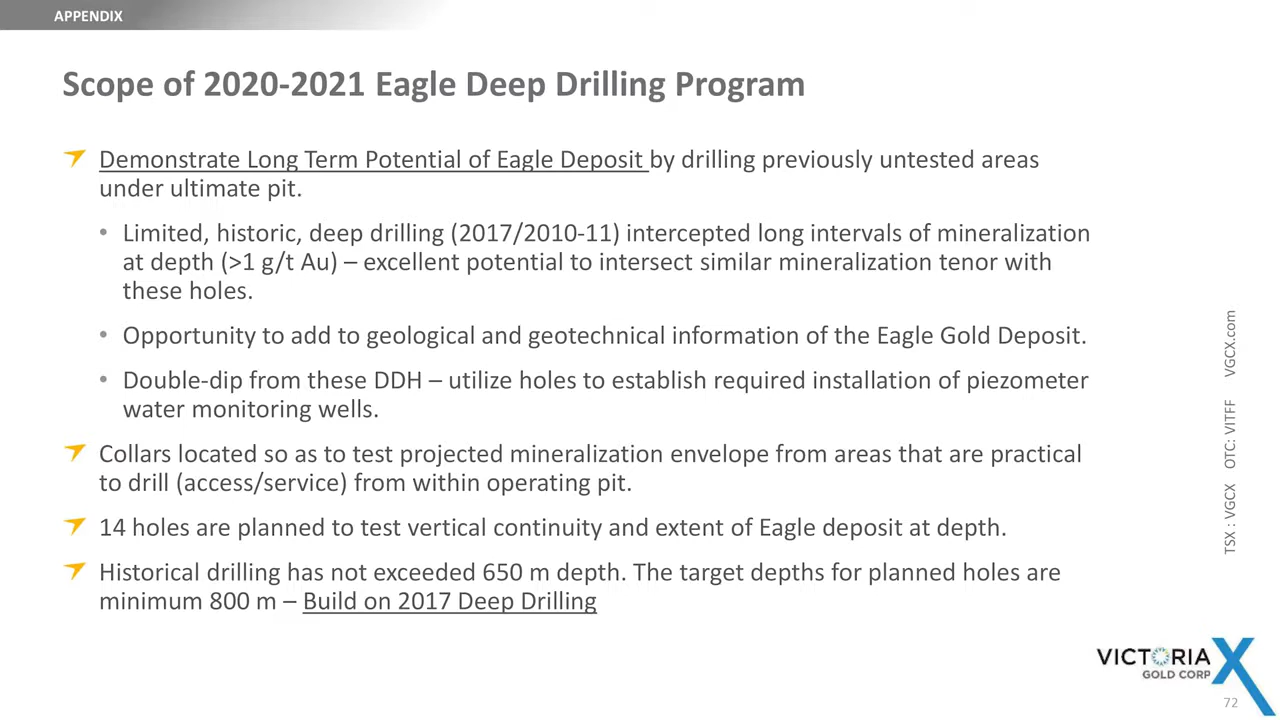 APPENDIX
Scope of 2020-2021 Eagle Deep Drilling Program
Demonstrate Long Term Potential of Eagle Deposit by drilling previously untested areas
under ultimate pit.
• Limited, historic, deep drilling (2017/2010-11) intercepted long intervals of mineralization
at depth (>1 g/t Au) – excellent potential to intersect similar mineralization tenor with
these holes.
• Opportunity to add to geological and geotechnical information of the Eagle Gold Deposit.
• Double-dip from these DDH – utilize holes to establish required installation of piezometer
water monitoring wells.
Collars located so as to test projected mineralization envelope from areas that are practical
to drill (access/service) from within operating pit.
14 holes are planned to test vertical continuity and extent of Eagle deposit at depth.
Historical drilling has not exceeded 650 m depth. The target depths for planned holes are
minimum 800 m – Build on 2017 Deep Drilling
TSX : VGCX OTC: VITFF VGCX.com
VICTORIA
GOLD CORP
72